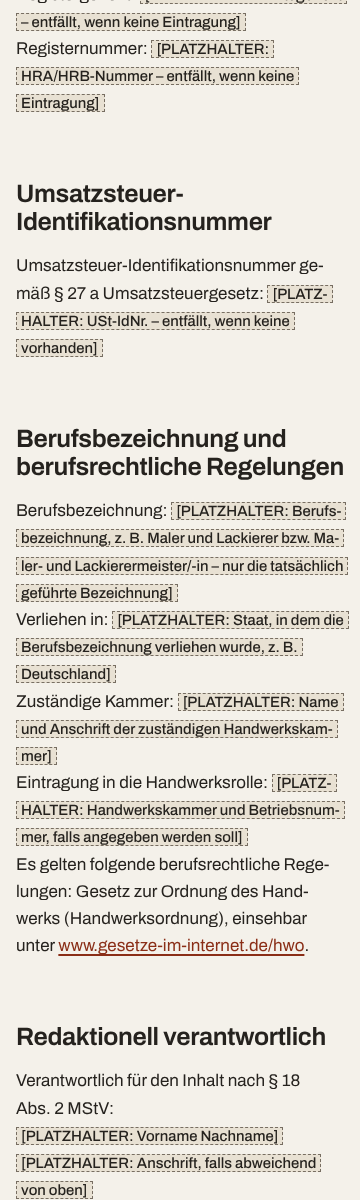 – entfällt, wenn keine Eintragung]
Registernummer: [PLATZHALTER:
HRA/HRB-Nummer – entfällt, wenn keine
Eintragung]
Umsatzsteuer-
Identifikationsnummer
Umsatzsteuer-Identifikationsnummer ge-
mäß § 27 a Umsatzsteuergesetz: [PLATZ-
HALTER: USt-IdNr. – entfällt, wenn keine
vorhanden]
Berufsbezeichnung und
berufsrechtliche Regelungen
Berufsbezeichnung: [PLATZHALTER: Berufs-
bezeichnung, z. B. Maler und Lackierer bzw. Ma-
ler- und Lackierermeister/-in – nur die tatsächlich
geführte Bezeichnung]
Verliehen in: [PLATZHALTER: Staat, in dem die
Berufsbezeichnung verliehen wurde, z. B.
Deutschland]
Zuständige Kammer: [PLATZHALTER: Name
und Anschrift der zuständigen Handwerkskam-
mer]
Eintragung in die Handwerksrolle: [PLATZ-
HALTER: Handwerkskammer und Betriebsnum-
mer, falls angegeben werden soll]
Es gelten folgende berufsrechtliche Rege-
lungen: Gesetz zur Ordnung des Hand-
werks (Handwerksordnung), einsehbar
unter www.gesetze-im-internet.de/hwo.
Redaktionell verantwortlich
Verantwortlich für den Inhalt nach § 18
Abs. 2 MStV:
[PLATZHALTER: Vorname Nachname]
[PLATZHALTER: Anschrift, falls abweichend
von oben]